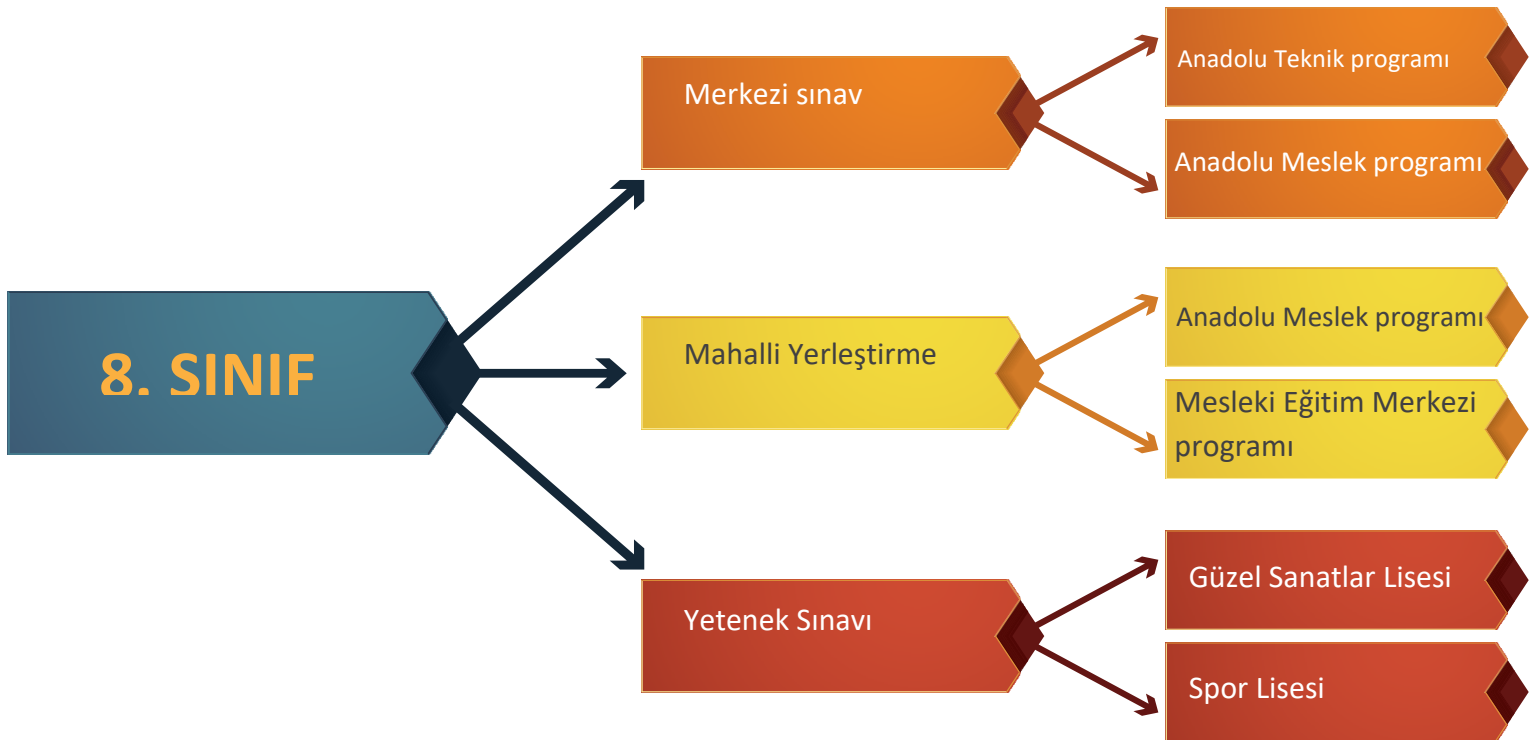 8. SINIF
Merkezi sınav
Anadolu Teknik programı
Anadolu Meslek programı
Mahalli Yerleştirme
Anadolu Meslek programı
Mesleki Eğitim Merkezi
programı
Yetenek Sınavı
Güzel Sanatlar Lisesi
Spor Lisesi